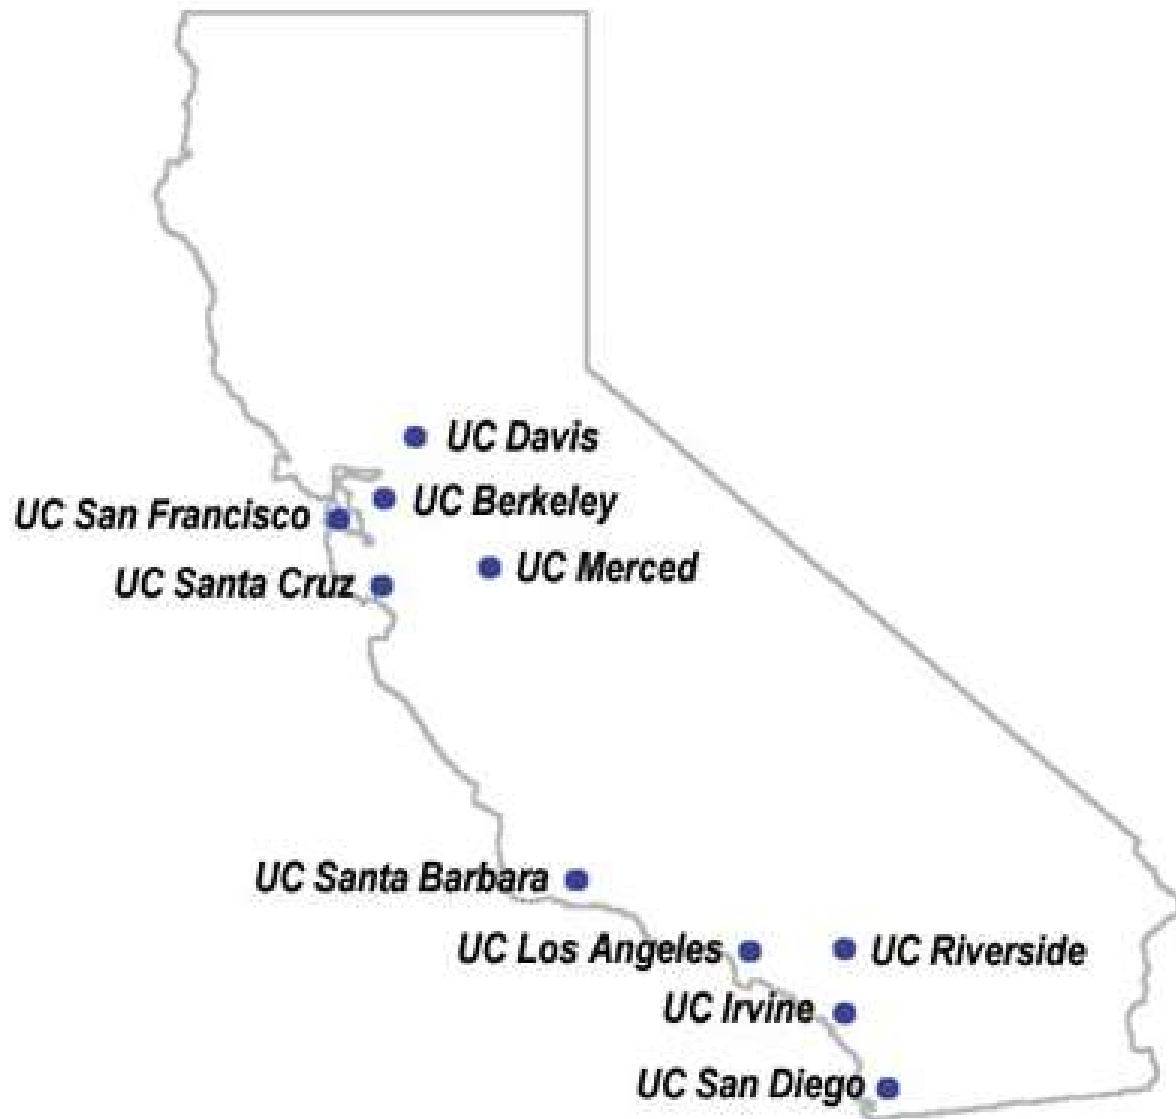 UC Davis
UC Berkeley
UC San Francisco
UC Merced
UC Santa Cruz
UC Santa Barbara
UC Los Angeles
UC Riverside
UC Irvine
UC San Diego